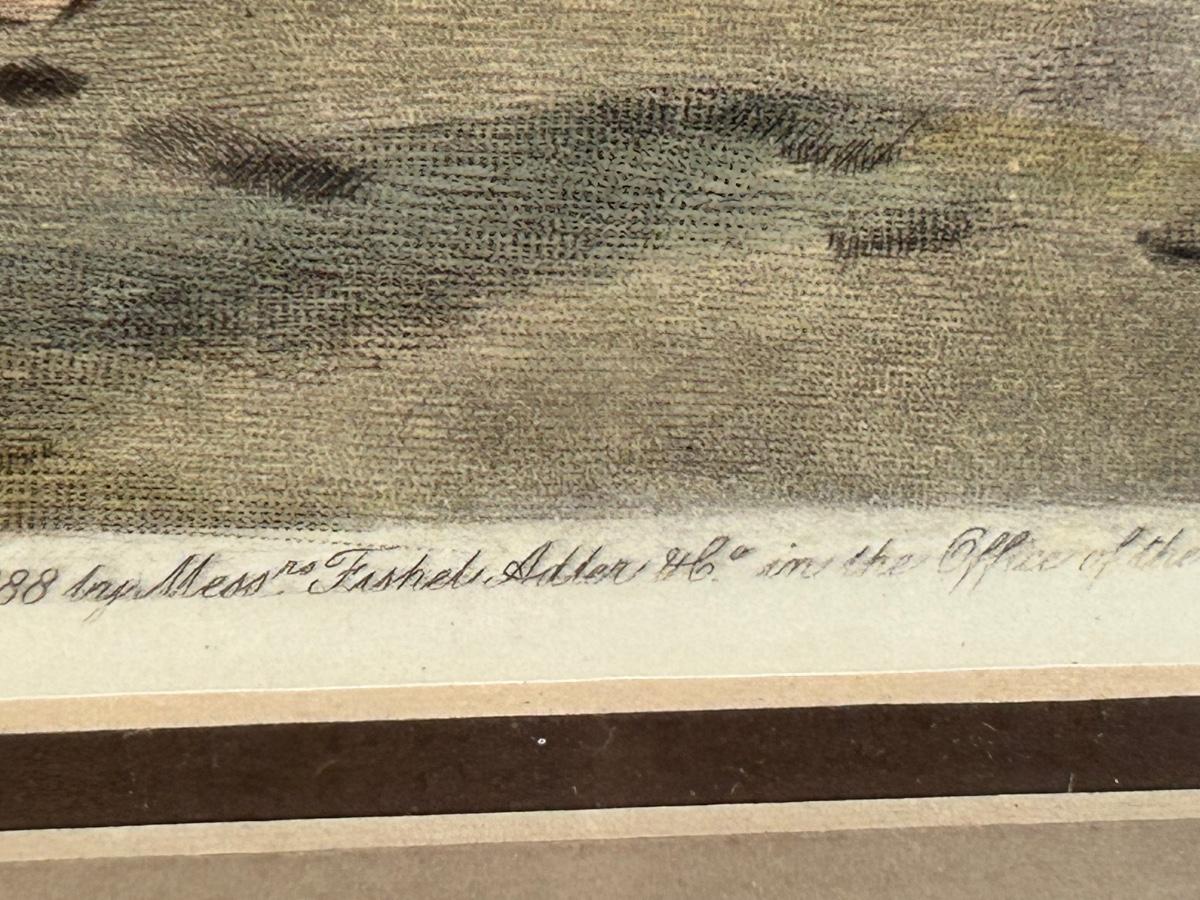 88 by Messrs Fishel, Adler & Co in the Office of the